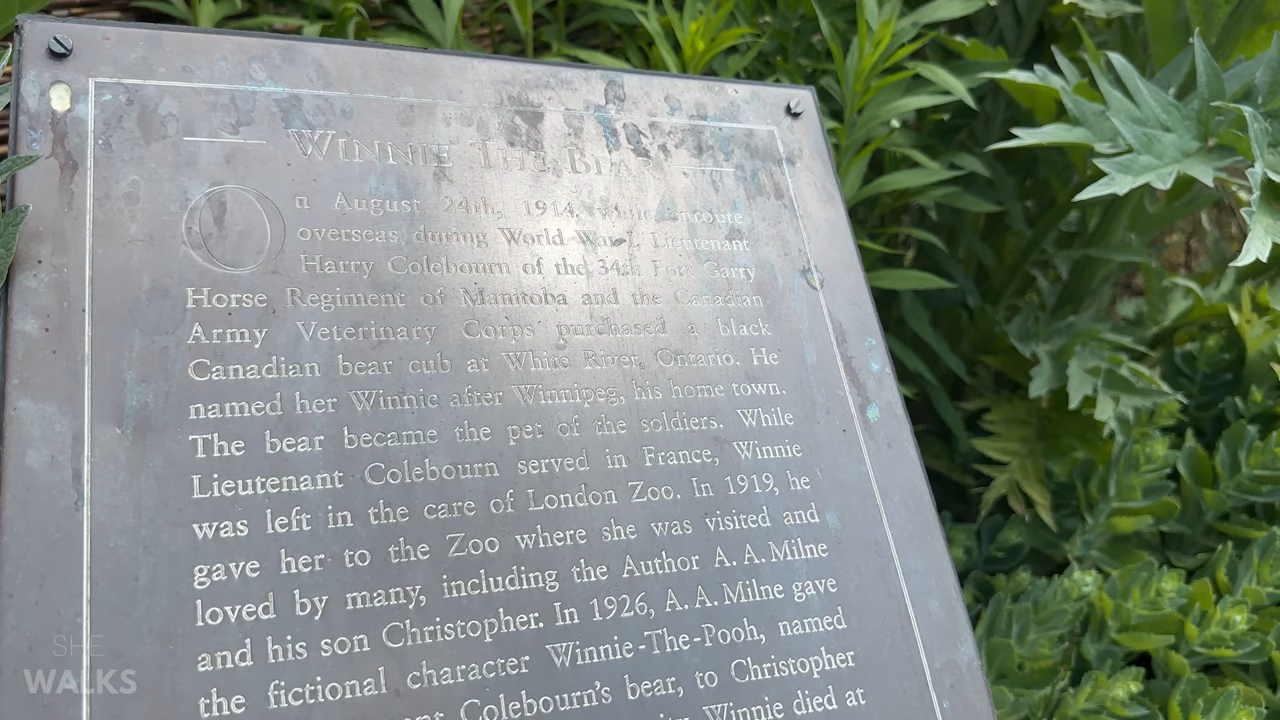 WINNIE THE BEAR
On August 24th, 1914, while enroute
overseas during World War I, Lieutenant
Harry Colebourn of the 34th Fort Garry
Horse Regiment of Manitoba and the Canadian
Army Veterinary Corps purchased a black
Canadian bear cub at White River, Ontario. He
named her Winnie after Winnipeg, his home town.
The bear became the pet of the soldiers. While
Lieutenant Colebourn served in France, Winnie
was left in the care of London Zoo. In 1919, he
gave her to the Zoo where she was visited and
loved by many, including the Author A. A. Milne
and his son Christopher. In 1926, A. A. Milne gave
the fictional character Winnie-The-Pooh, named
Colebourn's bear, to Christopher
Winnie died at
SHE
WALKS